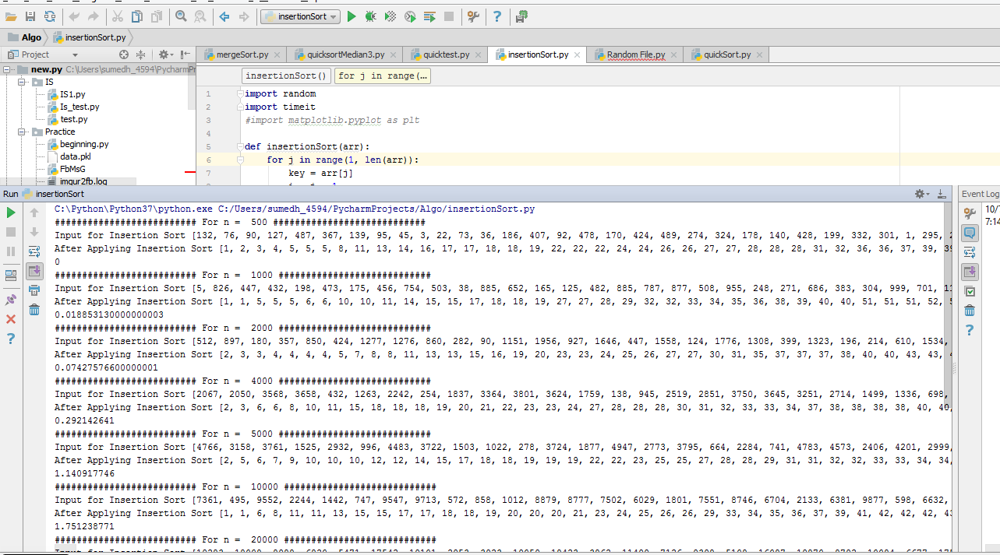 insertionSort
Algo insertionSort.py
Project
mergeSort.py quicksortMedian3.py quicktest.py insertionSort.py Random File.py quickSort.py
new.py C:\Users\sumedh_4594\PycharmPr
insertionSort() for j in range(…
IS
IS1.py
Is_test.py
test.py
Practice
beginning.py
data.pkl
FbMsG
imgur2fb.log
1 import random
2 import timeit
3 #import matplotlib.pyplot as plt
4
5 def insertionSort(arr):
6 for j in range(1, len(arr)):
7 key = arr[j]
Run insertionSort
Event Log
10/
7:14
C:\Python\Python37\python.exe C:/Users/sumedh_4594/PycharmProjects/Algo/insertionSort.py
########################## For n =  500 ############################
Input for Insertion Sort [132, 76, 90, 127, 487, 367, 139, 95, 45, 3, 22, 73, 36, 186, 407, 92, 478, 170, 424, 489, 274, 324, 178, 140, 428, 199, 332, 301, 1, 295,
After Applying Insertion Sort [1, 2, 3, 4, 5, 5, 5, 8, 11, 13, 14, 16, 17, 17, 18, 18, 19, 22, 22, 22, 24, 24, 26, 26, 27, 27, 28, 28, 28, 31, 32, 36, 36, 37, 39,
0
########################## For n =  1000 ############################
Input for Insertion Sort [5, 826, 447, 432, 198, 473, 175, 456, 754, 503, 38, 885, 652, 165, 125, 482, 885, 787, 877, 508, 955, 248, 271, 686, 383, 304, 999, 701,
After Applying Insertion Sort [1, 1, 5, 5, 5, 6, 6, 10, 10, 11, 14, 15, 15, 17, 18, 18, 19, 27, 27, 28, 29, 32, 32, 33, 34, 35, 36, 38, 39, 40, 40, 51, 51, 51, 52,
0.018853130000000003
########################## For n =  2000 ############################
Input for Insertion Sort [512, 897, 180, 357, 850, 424, 1277, 1276, 860, 282, 90, 1151, 1956, 927, 1646, 447, 1558, 124, 1776, 1308, 399, 1323, 196, 214, 610, 1534,
After Applying Insertion Sort [2, 3, 3, 4, 4, 4, 4, 5, 7, 8, 8, 11, 13, 13, 15, 16, 19, 20, 23, 23, 24, 25, 26, 27, 27, 30, 31, 35, 37, 37, 37, 38, 40, 40, 43, 43,
0.07427576600000001
########################## For n =  4000 ############################
Input for Insertion Sort [2067, 2050, 3568, 3658, 432, 1263, 2242, 254, 1837, 3364, 3801, 3624, 1759, 138, 945, 2519, 2851, 3750, 3645, 3251, 2714, 1499, 1336, 698,
After Applying Insertion Sort [2, 3, 6, 6, 8, 10, 11, 15, 18, 18, 18, 19, 20, 21, 22, 23, 23, 24, 27, 28, 28, 28, 30, 31, 32, 33, 33, 34, 37, 38, 38, 38, 38, 40, 40,
0.292142641
########################## For n =  5000 ############################
Input for Insertion Sort [4766, 3158, 3761, 1525, 2932, 996, 4483, 3722, 1503, 1022, 278, 3724, 1877, 4947, 2773, 3795, 664, 2284, 741, 4783, 4573, 2406, 4201, 2999,
After Applying Insertion Sort [2, 5, 6, 7, 9, 10, 10, 10, 12, 12, 14, 15, 17, 18, 18, 19, 19, 19, 22, 22, 23, 25, 25, 27, 28, 28, 29, 31, 31, 32, 32, 33, 33, 34, 34,
1.140917746
########################## For n =  10000 ############################
Input for Insertion Sort [7361, 495, 9552, 2244, 1442, 747, 9547, 9713, 572, 858, 1012, 8879, 8777, 7502, 6029, 1801, 7551, 8746, 6704, 2133, 6381, 9877, 598, 6632,
After Applying Insertion Sort [1, 1, 6, 8, 11, 11, 13, 15, 15, 17, 17, 18, 18, 19, 20, 20, 20, 21, 23, 24, 25, 26, 26, 29, 33, 34, 35, 36, 37, 39, 41, 42, 42, 42,
1.751238771
########################## For n =  20000 ############################